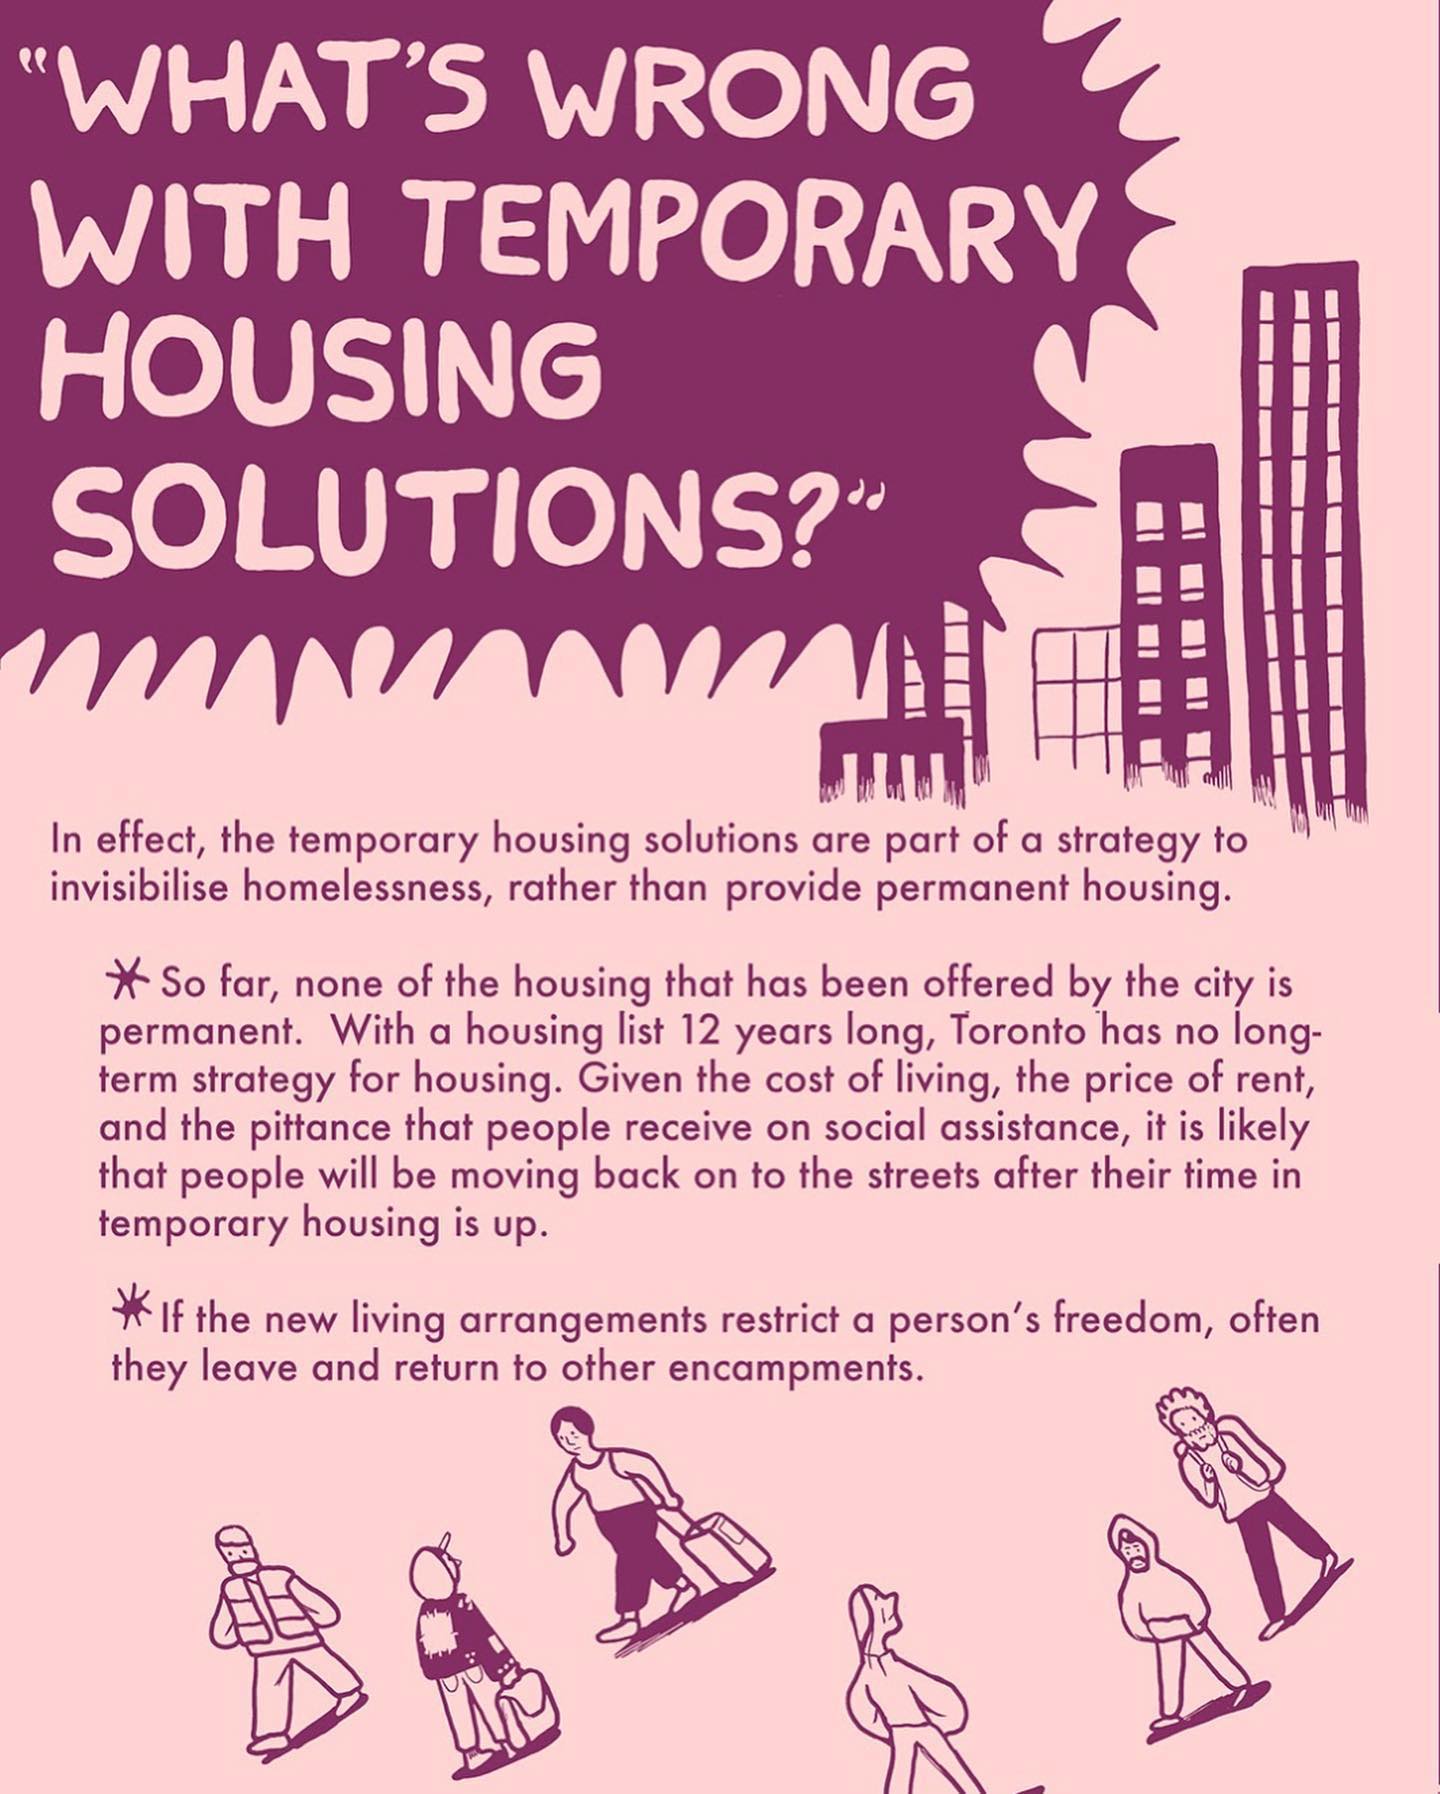 “WHAT’S WRONG
WITH TEMPORARY
HOUSING
SOLUTIONS?”
In effect, the temporary housing solutions are part of a strategy to
invisibilise homelessness, rather than provide permanent housing.
So far, none of the housing that has been offered by the city is
permanent. With a housing list 12 years long, Toronto has no long-
term strategy for housing. Given the cost of living, the price of rent,
and the pittance that people receive on social assistance, it is likely
that people will be moving back on to the streets after their time in
temporary housing is up.
If the new living arrangements restrict a person’s freedom, often
they leave and return to other encampments.